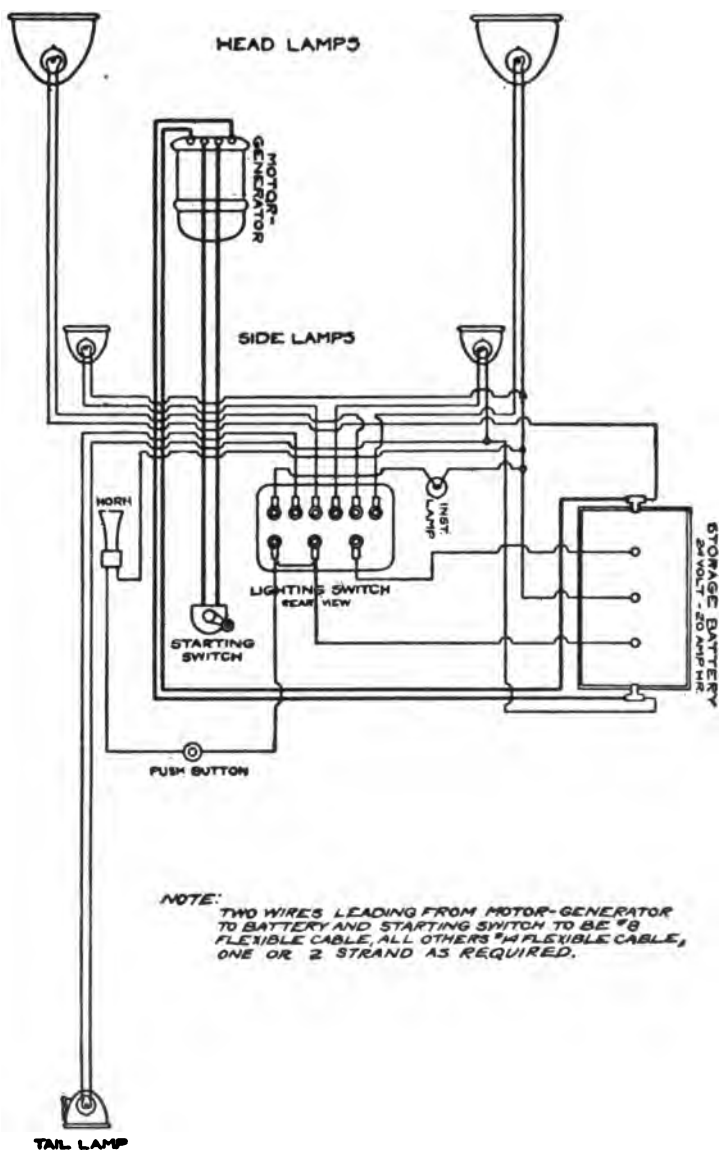 HEAD LAMPS
MOTOR-
GENERATOR
SIDE LAMPS
HORN
INST.
LAMP
LIGHTING SWITCH
REAR VIEW
STARTING
SWITCH
STORAGE BATTERY
24 VOLT - 20 AMP HR.
PUSH BUTTON
NOTE:
TWO WIRES LEADING FROM MOTOR-GENERATOR
TO BATTERY AND STARTING SWITCH TO BE #8
FLEXIBLE CABLE, ALL OTHERS #14 FLEXIBLE CABLE,
ONE OR 2 STRAND AS REQUIRED.
TAIL LAMP